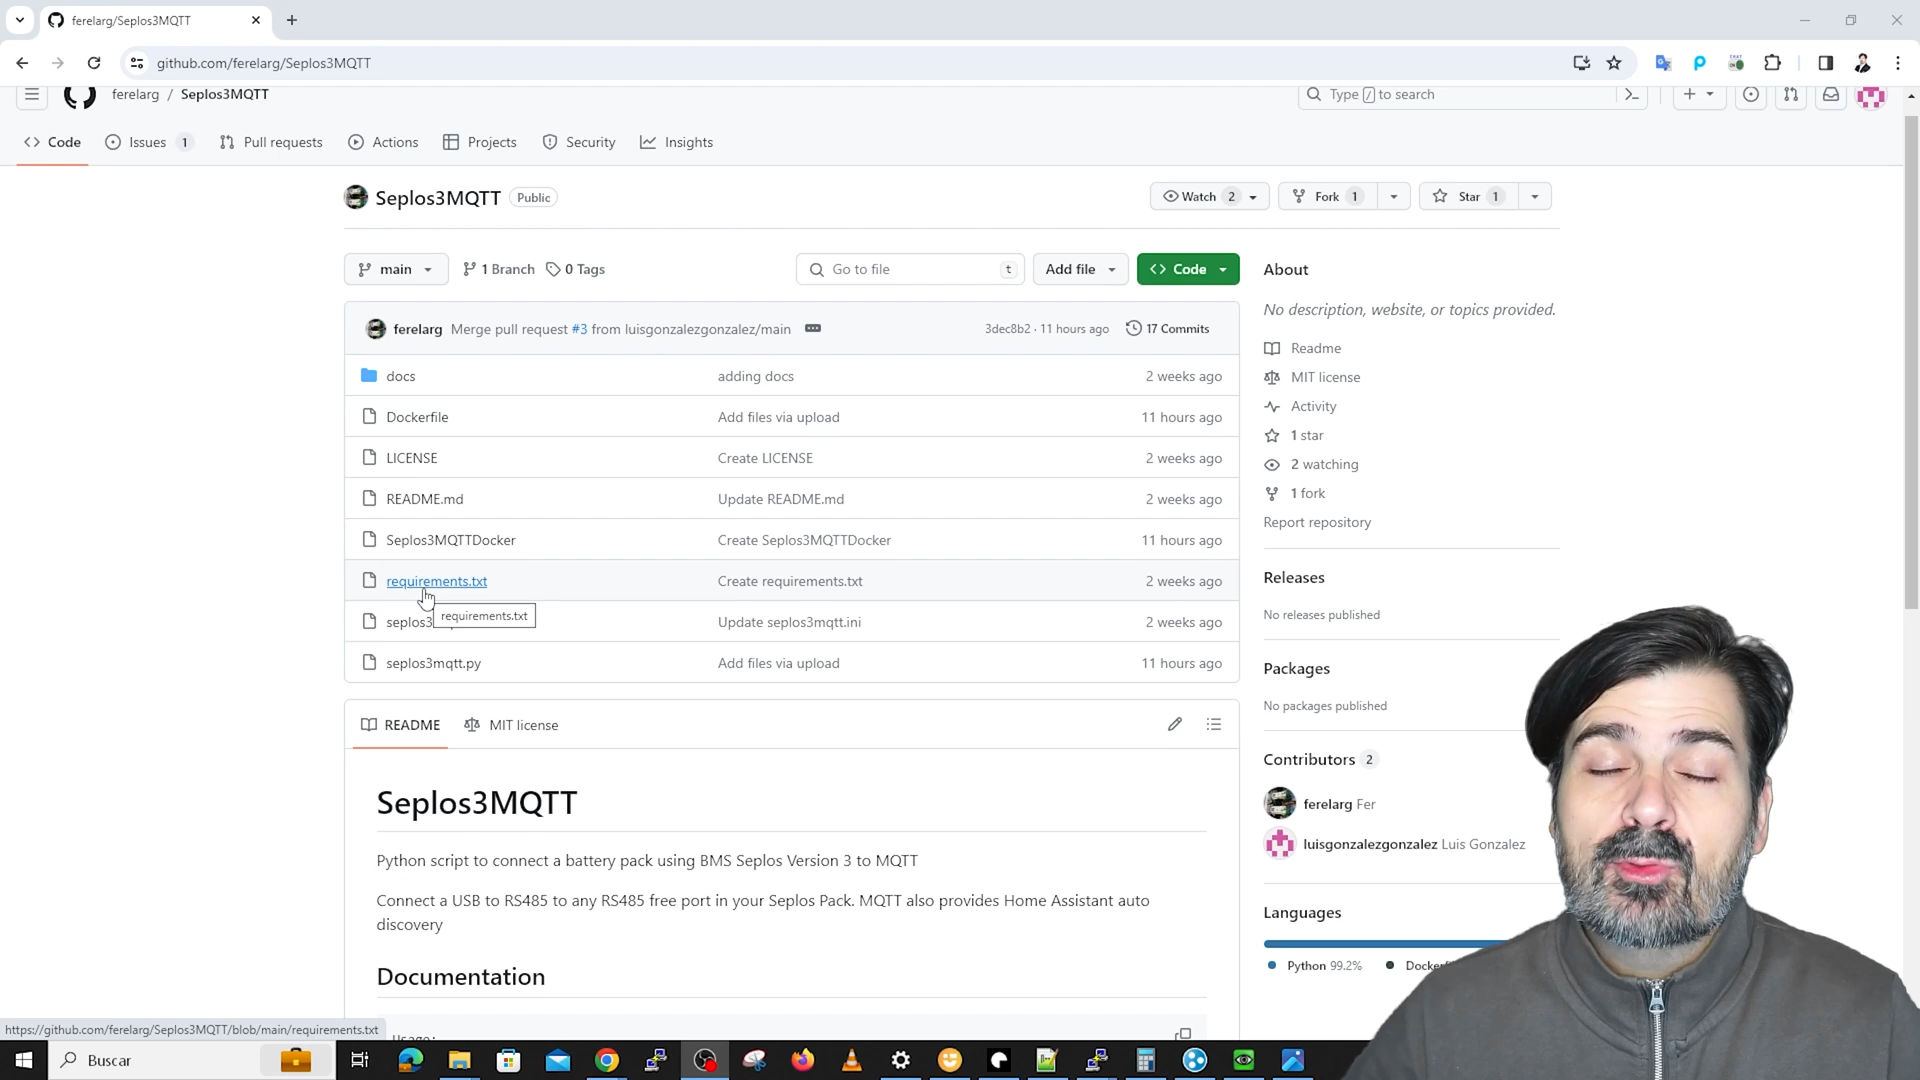 ferelarg/Seplos3MQTT
github.com/ferelarg/Seplos3MQTT
ferelarg / Seplos3MQTT
Type / to search
Code
Issues 1
Pull requests
Actions
Projects
Security
Insights
Seplos3MQTT Public
Watch 2
Fork 1
Star 1
main
1 Branch
0 Tags
Go to file t
Add file
Code
ferelarg Merge pull request #3 from luisgonzalezgonzalez/main
3dec8b2 · 11 hours ago
17 Commits
docs adding docs 2 weeks ago
Dockerfile Add files via upload 11 hours ago
LICENSE Create LICENSE 2 weeks ago
README.md Update README.md 2 weeks ago
Seplos3MQTTDocker Create Seplos3MQTTDocker 11 hours ago
requirements.txt Create requirements.txt 2 weeks ago
requirements.txt
seplos3 Update seplos3mqtt.ini 2 weeks ago
seplos3mqtt.py Add files via upload 11 hours ago
README
MIT license
Seplos3MQTT
Python script to connect a battery pack using BMS Seplos Version 3 to MQTT
Connect a USB to RS485 to any RS485 free port in your Seplos Pack. MQTT also provides Home Assistant auto
discovery
Documentation
Usage:
About
No description, website, or topics provided.
Readme
MIT license
Activity
1 star
2 watching
1 fork
Report repository
Releases
No releases published
Packages
No packages published
Contributors 2
ferelarg Fer
luisgonzalezgonzalez Luis Gonzalez
Languages
Python 99.2%
Dockerfi
https://github.com/ferelarg/Seplos3MQTT/blob/main/requirements.txt
Buscar